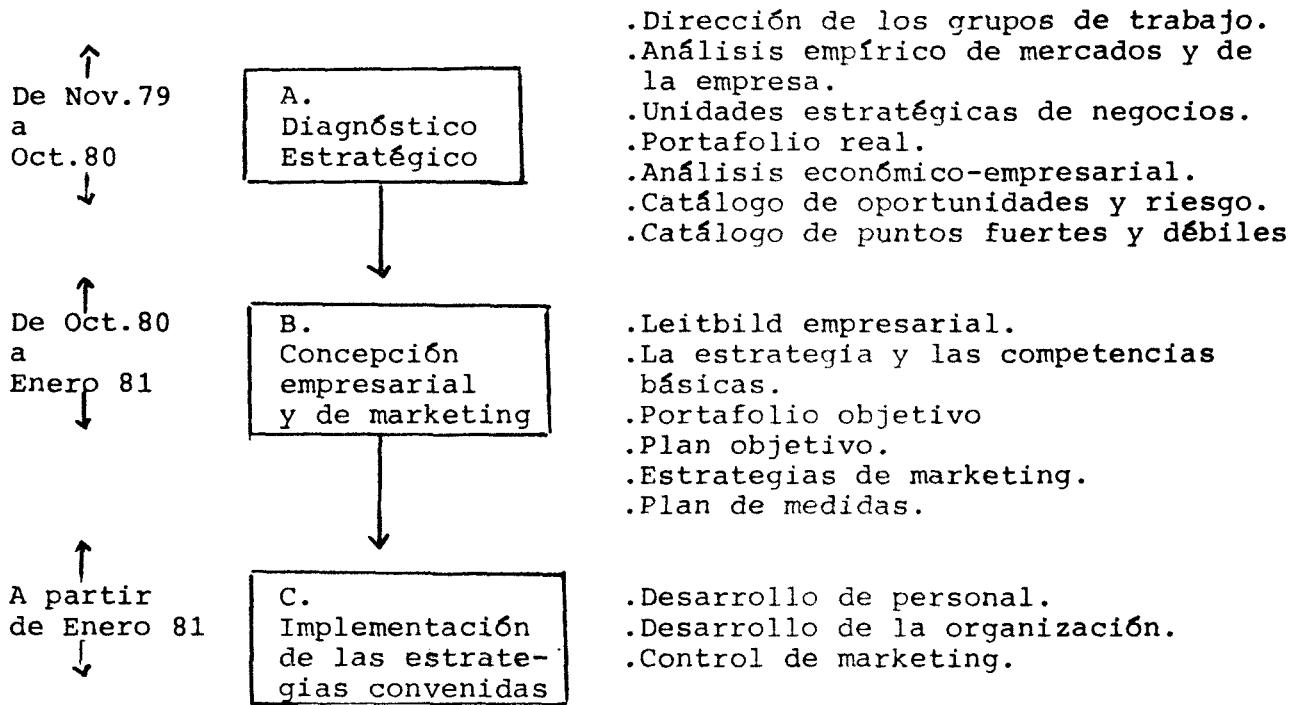 De Nov.79
a
Oct.80
A.
Diagnóstico
Estratégico
.Dirección de los grupos de trabajo.
.Análisis empírico de mercados y de
la empresa.
.Unidades estratégicas de negocios.
.Portafolio real.
.Análisis económico-empresarial.
.Catálogo de oportunidades y riesgo.
.Catálogo de puntos fuertes y débiles
De Oct.80
a
Enero 81
B.
Concepción
empresarial
y de marketing
.Leitbild empresarial.
.La estrategia y las competencias
básicas.
.Portafolio objetivo
.Plan objetivo.
.Estrategias de marketing.
.Plan de medidas.
A partir
de Enero 81
C.
Implementación
de las estrate-
gias convenidas
.Desarrollo de personal.
.Desarrollo de la organización.
.Control de marketing.